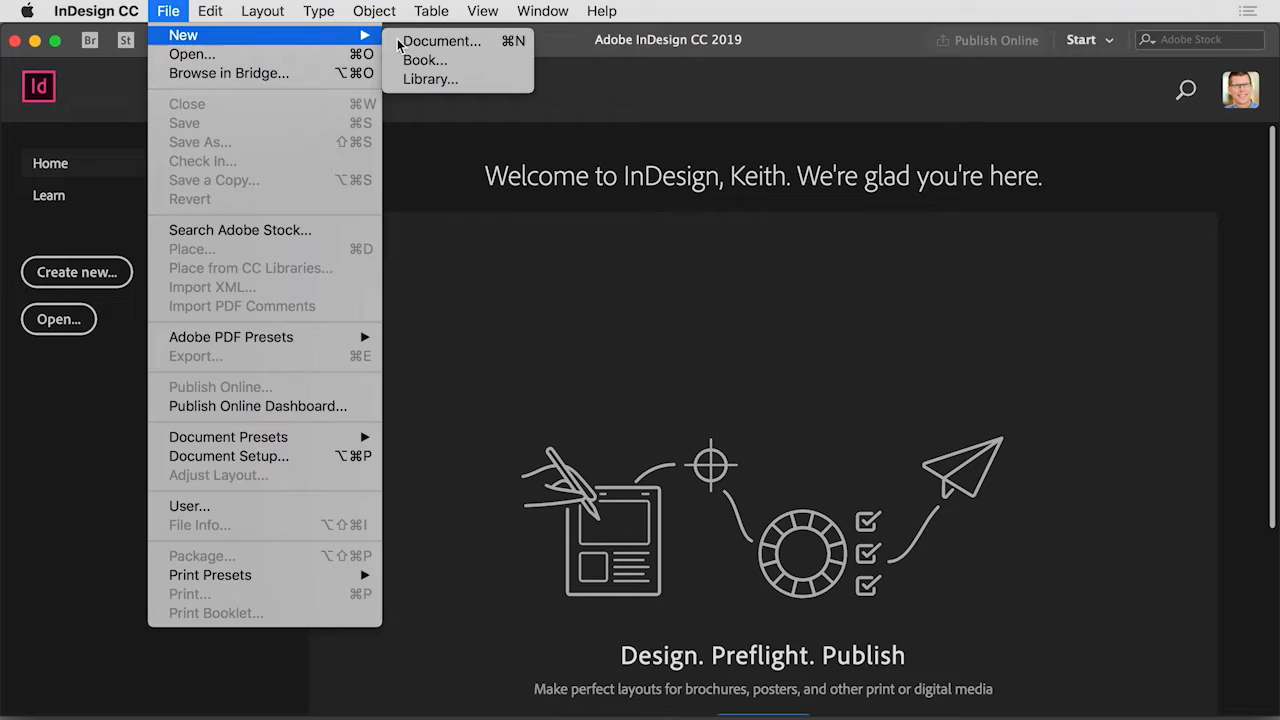 InDesign CC File Edit Layout Type Object Table View Window Help
Br St Adobe InDesign CC 2019 Publish Online Start Adobe Stock
Id
Home
Learn
Create new...
Open...
New
Open... ⌘O
Browse in Bridge... ⌥⌘O
Close ⌘W
Save ⌘S
Save As... ⇧⌘S
Check In...
Save a Copy... ⌥⌘S
Revert
Search Adobe Stock...
Place... ⌘D
Place from CC Libraries...
Import XML...
Import PDF Comments
Adobe PDF Presets
Export... ⌘E
Publish Online...
Publish Online Dashboard...
Document Presets
Document Setup... ⌥⌘P
Adjust Layout...
User...
File Info... ⌥⇧⌘I
Package... ⌥⇧⌘P
Print Presets
Print... ⌘P
Print Booklet...
Document... ⌘N
Book...
Library...
Welcome to InDesign, Keith. We're glad you're here.
Design. Preflight. Publish
Make perfect layouts for brochures, posters, and other print or digital media